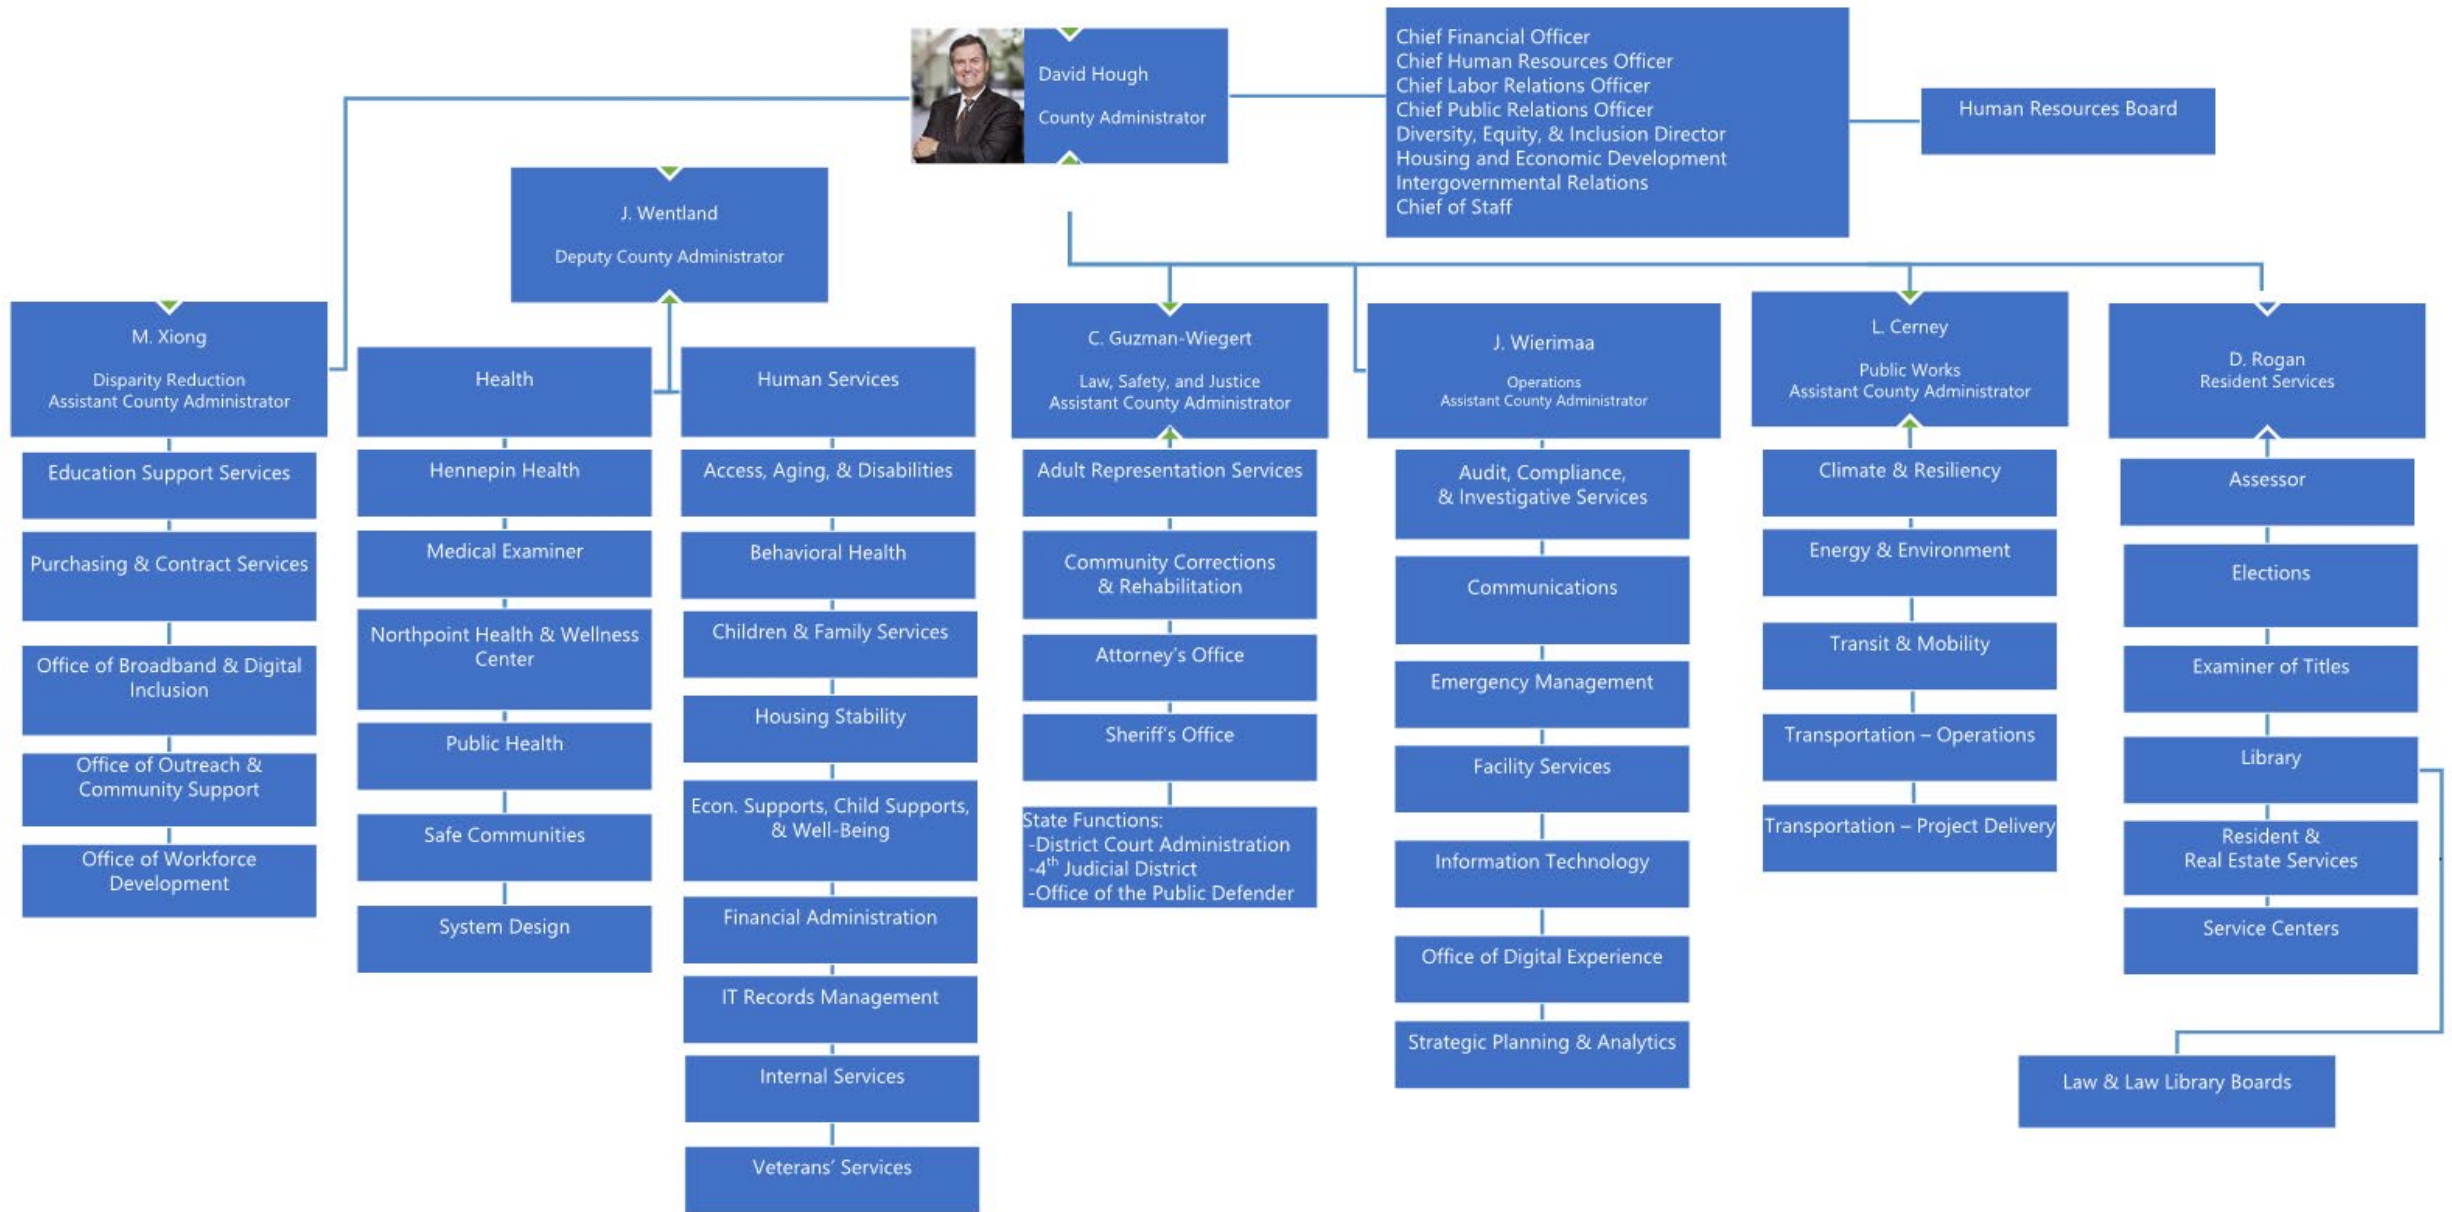 David Hough
County Administrator
Chief Financial Officer
Chief Human Resources Officer
Chief Labor Relations Officer
Chief Public Relations Officer
Diversity, Equity, & Inclusion Director
Housing and Economic Development
Intergovernmental Relations
Chief of Staff
Human Resources Board
J. Wentland
Deputy County Administrator
M. Xiong
Disparity Reduction
Assistant County Administrator
Education Support Services
Purchasing & Contract Services
Office of Broadband & Digital
Inclusion
Office of Outreach &
Community Support
Office of Workforce
Development
Health
Hennepin Health
Medical Examiner
Northpoint Health & Wellness
Center
Public Health
Safe Communities
System Design
Human Services
Access, Aging, & Disabilities
Behavioral Health
Children & Family Services
Housing Stability
Econ. Supports, Child Supports,
& Well-Being
Financial Administration
IT Records Management
Internal Services
Veterans’ Services
C. Guzman-Wiegert
Law, Safety, and Justice
Assistant County Administrator
Adult Representation Services
Community Corrections
& Rehabilitation
Attorney’s Office
Sheriff’s Office
State Functions:
-District Court Administration
-4th Judicial District
-Office of the Public Defender
J. Wierimaa
Operations
Assistant County Administrator
Audit, Compliance,
& Investigative Services
Communications
Emergency Management
Facility Services
Information Technology
Office of Digital Experience
Strategic Planning & Analytics
L. Cerney
Public Works
Assistant County Administrator
Climate & Resiliency
Energy & Environment
Transit & Mobility
Transportation – Operations
Transportation – Project Delivery
D. Rogan
Resident Services
Assessor
Elections
Examiner of Titles
Library
Resident &
Real Estate Services
Service Centers
Law & Law Library Boards